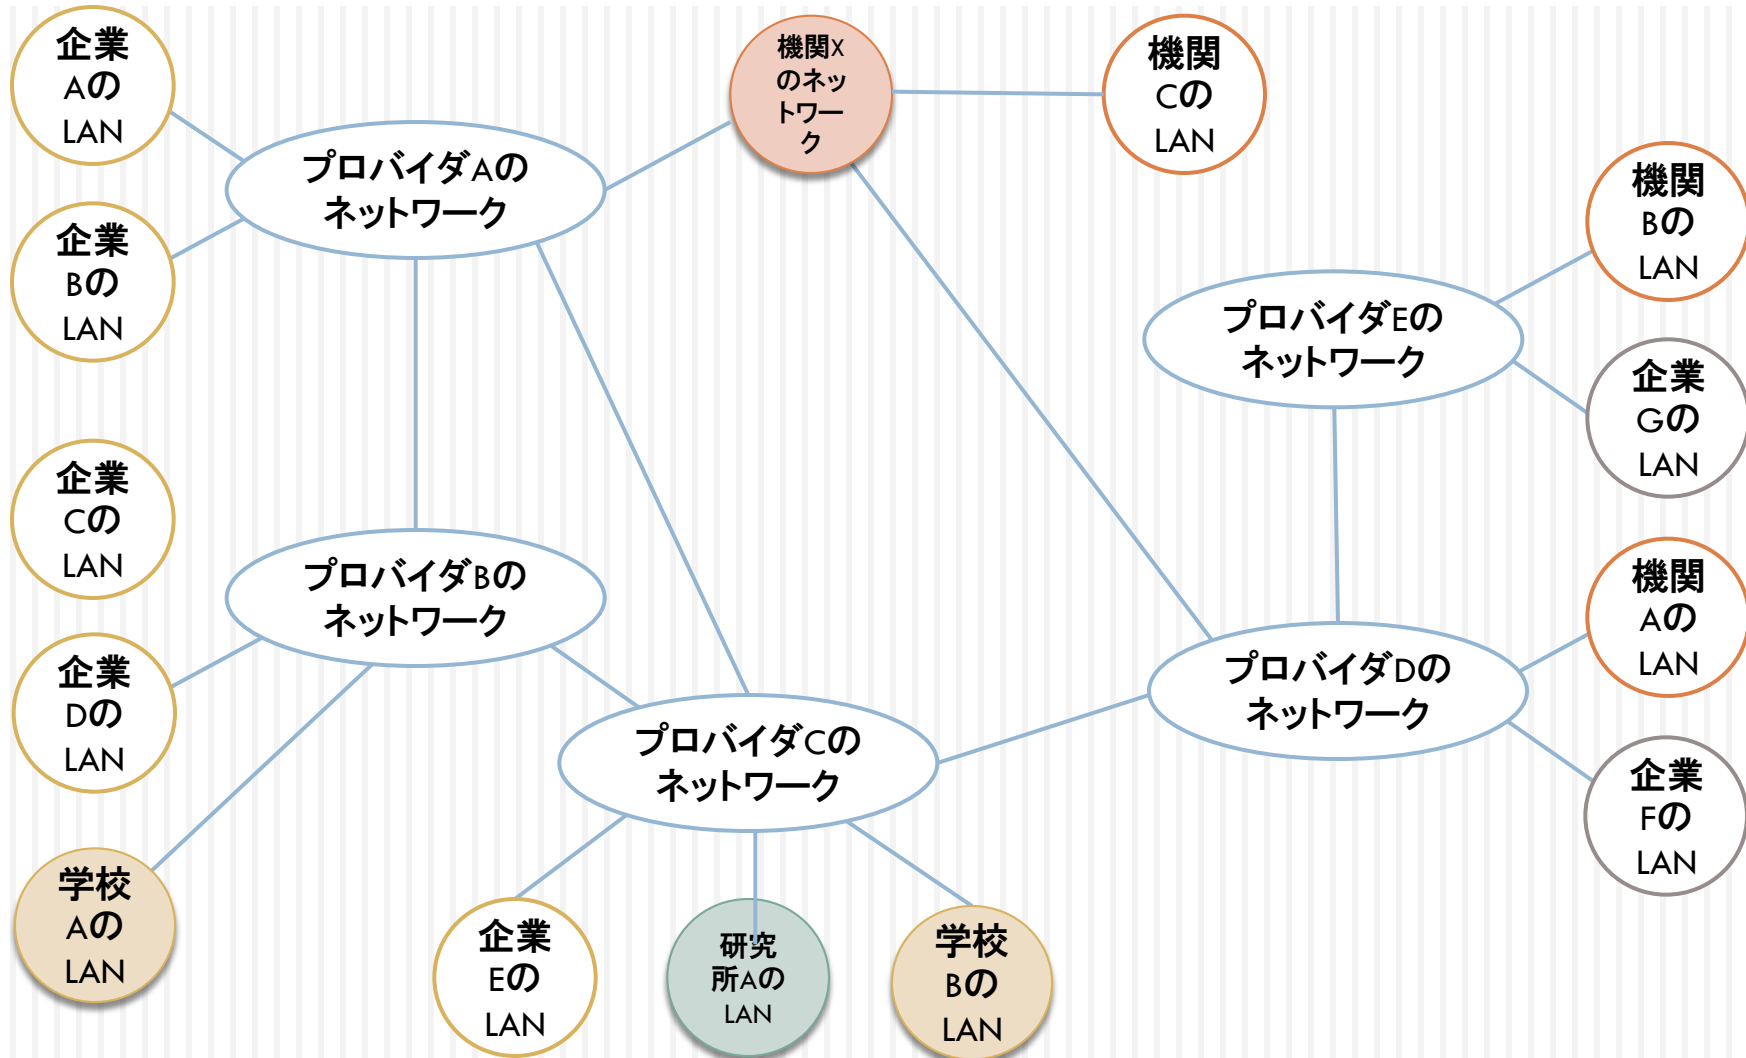 企業
Aの
LAN
機関X
のネッ
トワー
ク
機関
Cの
LAN
プロバイダAの
ネットワーク
機関
Bの
LAN
企業
Bの
LAN
プロバイダEの
ネットワーク
企業
Gの
LAN
企業
Cの
LAN
プロバイダBの
ネットワーク
機関
Aの
LAN
企業
Dの
LAN
プロバイダDの
ネットワーク
プロバイダCの
ネットワーク
企業
Fの
LAN
学校
Aの
LAN
企業
Eの
LAN
研究
所Aの
LAN
学校
Bの
LAN